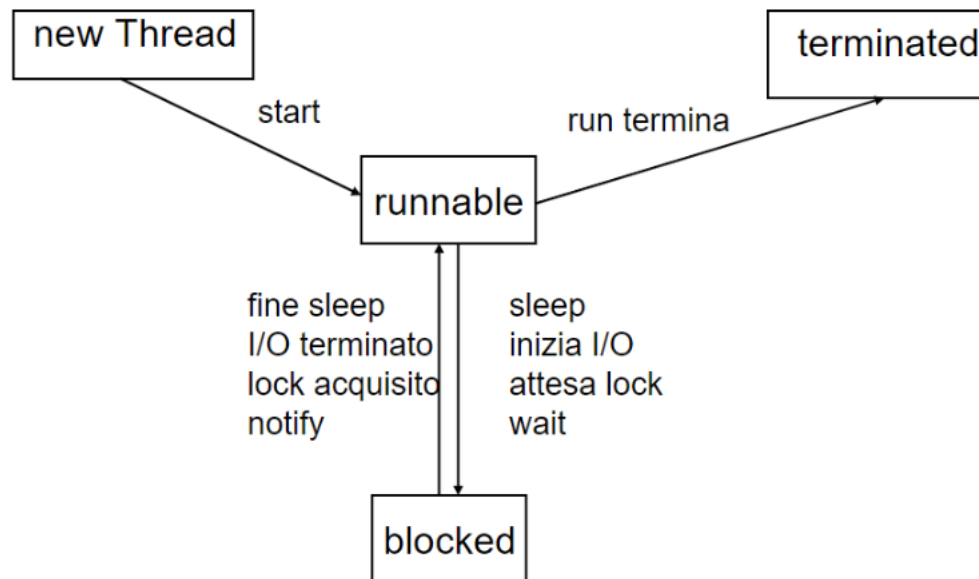 new Thread
terminated
start
run termina
runnable
fine sleep
I/O terminato
lock acquisito
notify
sleep
inizia I/O
attesa lock
wait
blocked